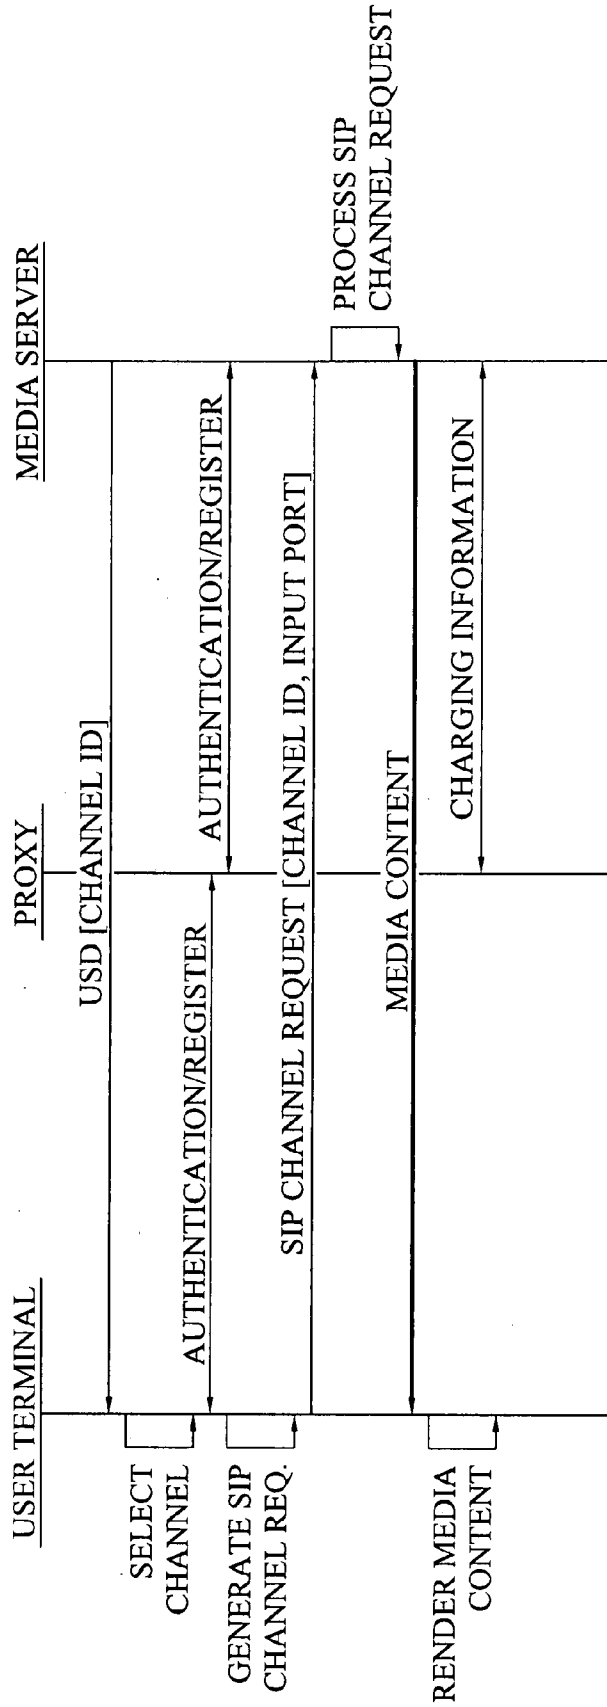 USER TERMINAL
PROXY
MEDIA SERVER
USD [CHANNEL ID]
SELECT
CHANNEL
AUTHENTICATION/REGISTER
AUTHENTICATION/REGISTER
GENERATE SIP
CHANNEL REQ.
SIP CHANNEL REQUEST [CHANNEL ID, INPUT PORT]
PROCESS SIP
CHANNEL REQUEST
MEDIA CONTENT
RENDER MEDIA
CONTENT
CHARGING INFORMATION